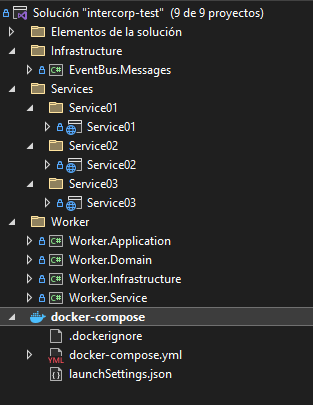 Solución "intercorp-test" (9 de 9 proyectos)
Elementos de la solución
Infrastructure
C# EventBus.Messages
Services
Service01
Service01
Service02
Service02
Service03
Service03
Worker
C# Worker.Application
C# Worker.Domain
C# Worker.Infrastructure
C# Worker.Service
docker-compose
.dockerignore
YML docker-compose.yml
launchSettings.json